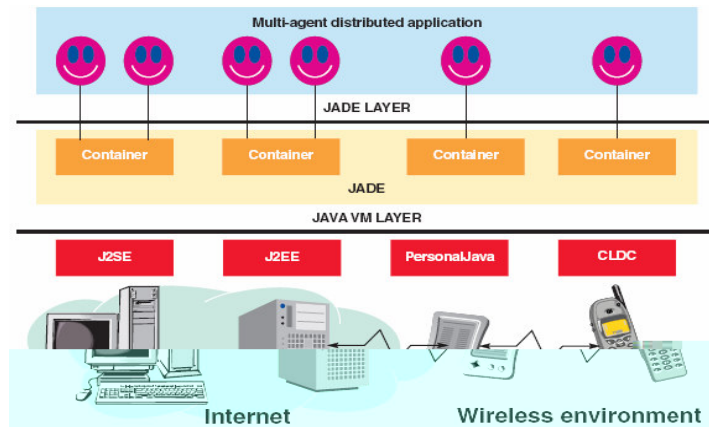 Multi-agent distributed application
JADE LAYER
Container Container Container Container
JADE
JAVA VM LAYER
J2SE J2EE PersonalJava CLDC
Internet Wireless environment